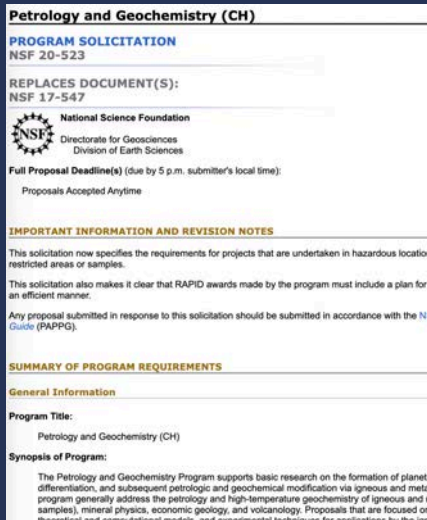 Petrology and Geochemistry (CH)
PROGRAM SOLICITATION
NSF 20-523
REPLACES DOCUMENT(S):
NSF 17-547
NSF
National Science Foundation
Directorate for Geosciences
Division of Earth Sciences
Full Proposal Deadline(s) (due by 5 p.m. submitter's local time):
Proposals Accepted Anytime
IMPORTANT INFORMATION AND REVISION NOTES
This solicitation now specifies the requirements for projects that are undertaken in hazardous locatio
restricted areas or samples.
This solicitation also makes it clear that RAPID awards made by the program must include a plan for
an efficient manner.
Any proposal submitted in response to this solicitation should be submitted in accordance with the N
Guide (PAPPG).
SUMMARY OF PROGRAM REQUIREMENTS
General Information
Program Title:
Petrology and Geochemistry (CH)
Synopsis of Program:
The Petrology and Geochemistry Program supports basic research on the formation of planet
differentiation, and subsequent petrologic and geochemical modification via igneous and meta
program generally address the petrology and high-temperature geochemistry of igneous and
samples), mineral physics, economic geology, and volcanology. Proposals that are focused on